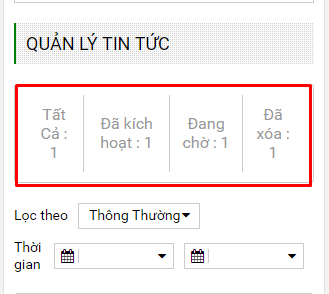 QUẢN LÝ TIN TỨC
Tất
Cả :
1
Đã kích
hoạt : 1
Đang
chờ : 1
Đã
xóa :
1
Lọc theo
Thông Thường
Thời
gian